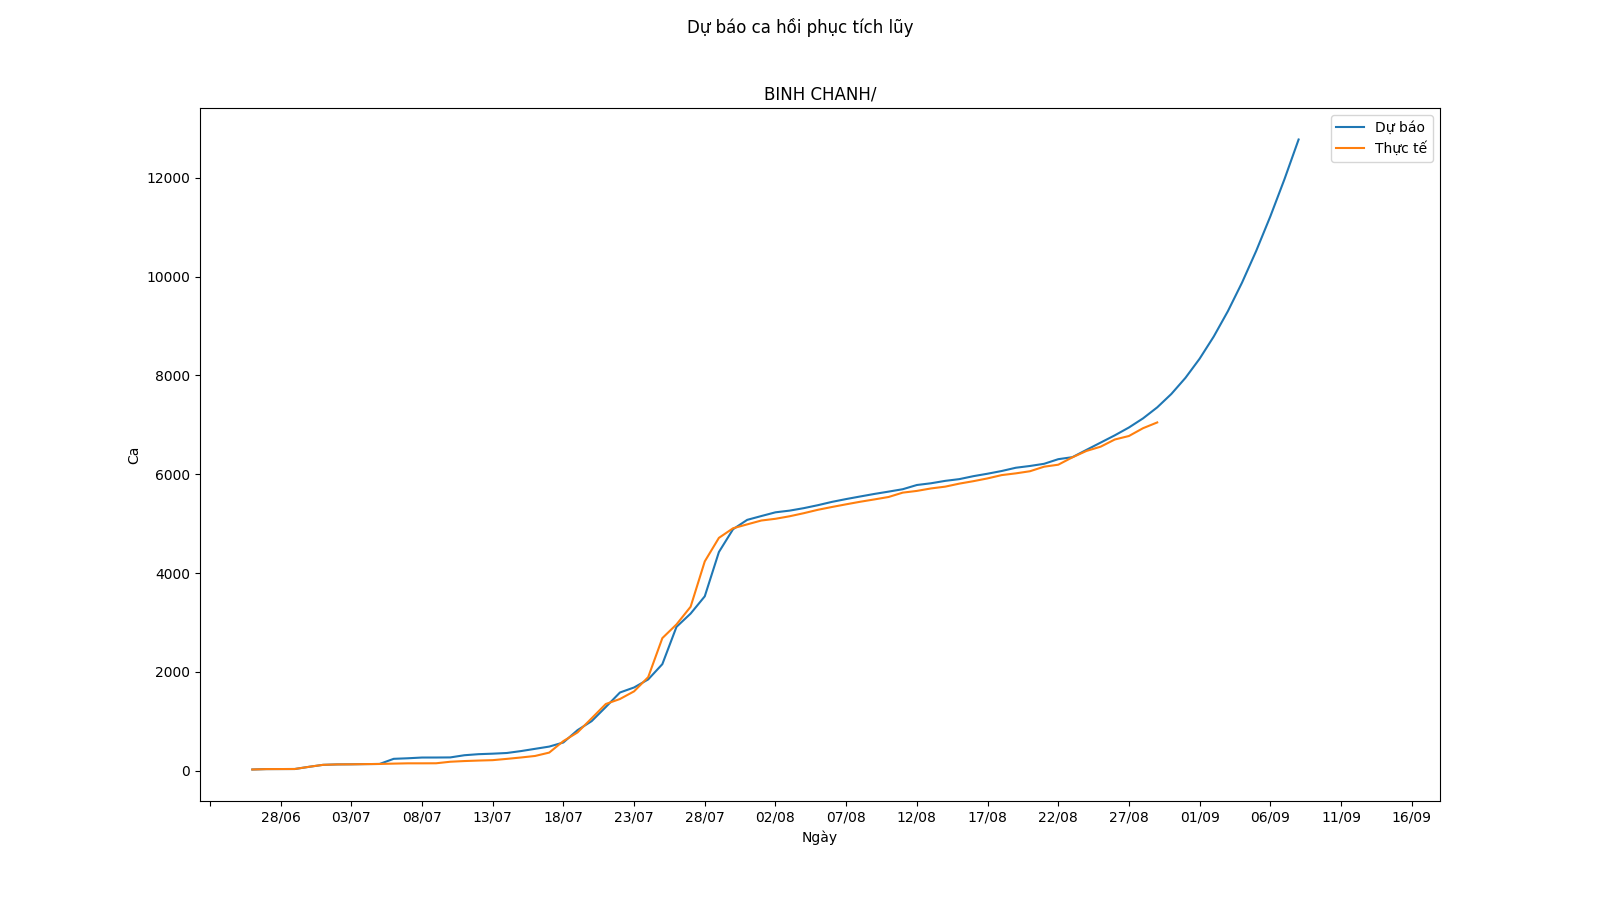 Dự báo ca hồi phục tích lũy
BINH CHANH/
Dự báo
Thực tế
Ca
12000
10000
8000
6000
4000
2000
0
28/06 03/07 08/07 13/07 18/07 23/07 28/07 02/08 07/08 12/08 17/08 22/08 27/08 01/09 06/09 11/09 16/09
Ngày